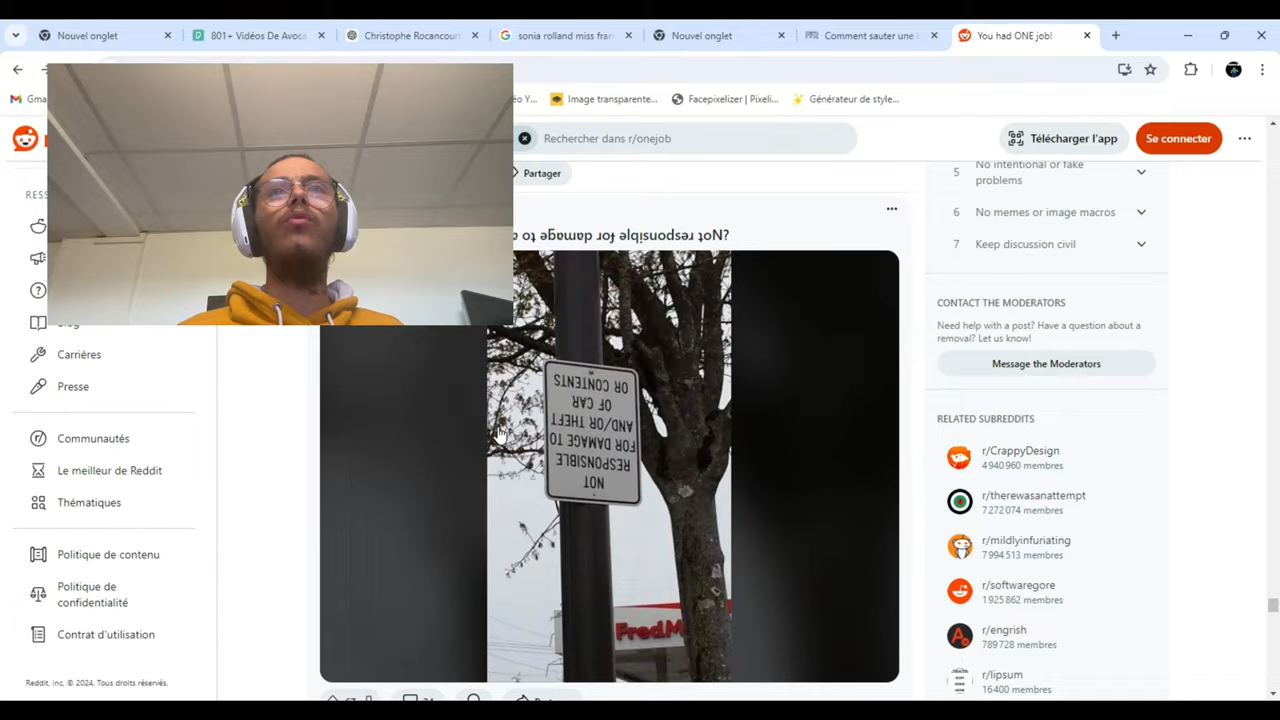 Nouvel onglet
801+ Vidéos De Avoca
Christophe Rocancourt
sonia rolland miss fran
Nouvel onglet
Comment sauter une
You had ONE job!
Image transparente...
Facepixelizer | Pixeli...
Générateur de style...
Rechercher dans r/onejob
Télécharger l'app
Se connecter
Partager
RESS
Carrières
Presse
Communautés
Le meilleur de Reddit
Thématiques
Politique de contenu
Politique de
confidentialité
Contrat d'utilisation
Reddit, Inc. © 2024. Tous droits réservés.
?Not responsible for damage to
NOT
RESPONSIBLE
FOR DAMAGE TO
AND/OR THEFT
OF CAR
OR CONTENTS
FredM
5 No intentional or fake
problems
6 No memes or image macros
7 Keep discussion civil
CONTACT THE MODERATORS
Need help with a post? Have a question about a
removal? Let us know!
Message the Moderators
RELATED SUBREDDITS
r/CrappyDesign
4 940 960 membres
r/therewasanattempt
7 272 074 membres
r/mildlyinfuriating
7 994 513 membres
r/softwaregore
1 925 862 membres
r/engrish
789 728 membres
r/lipsum
16 400 membres